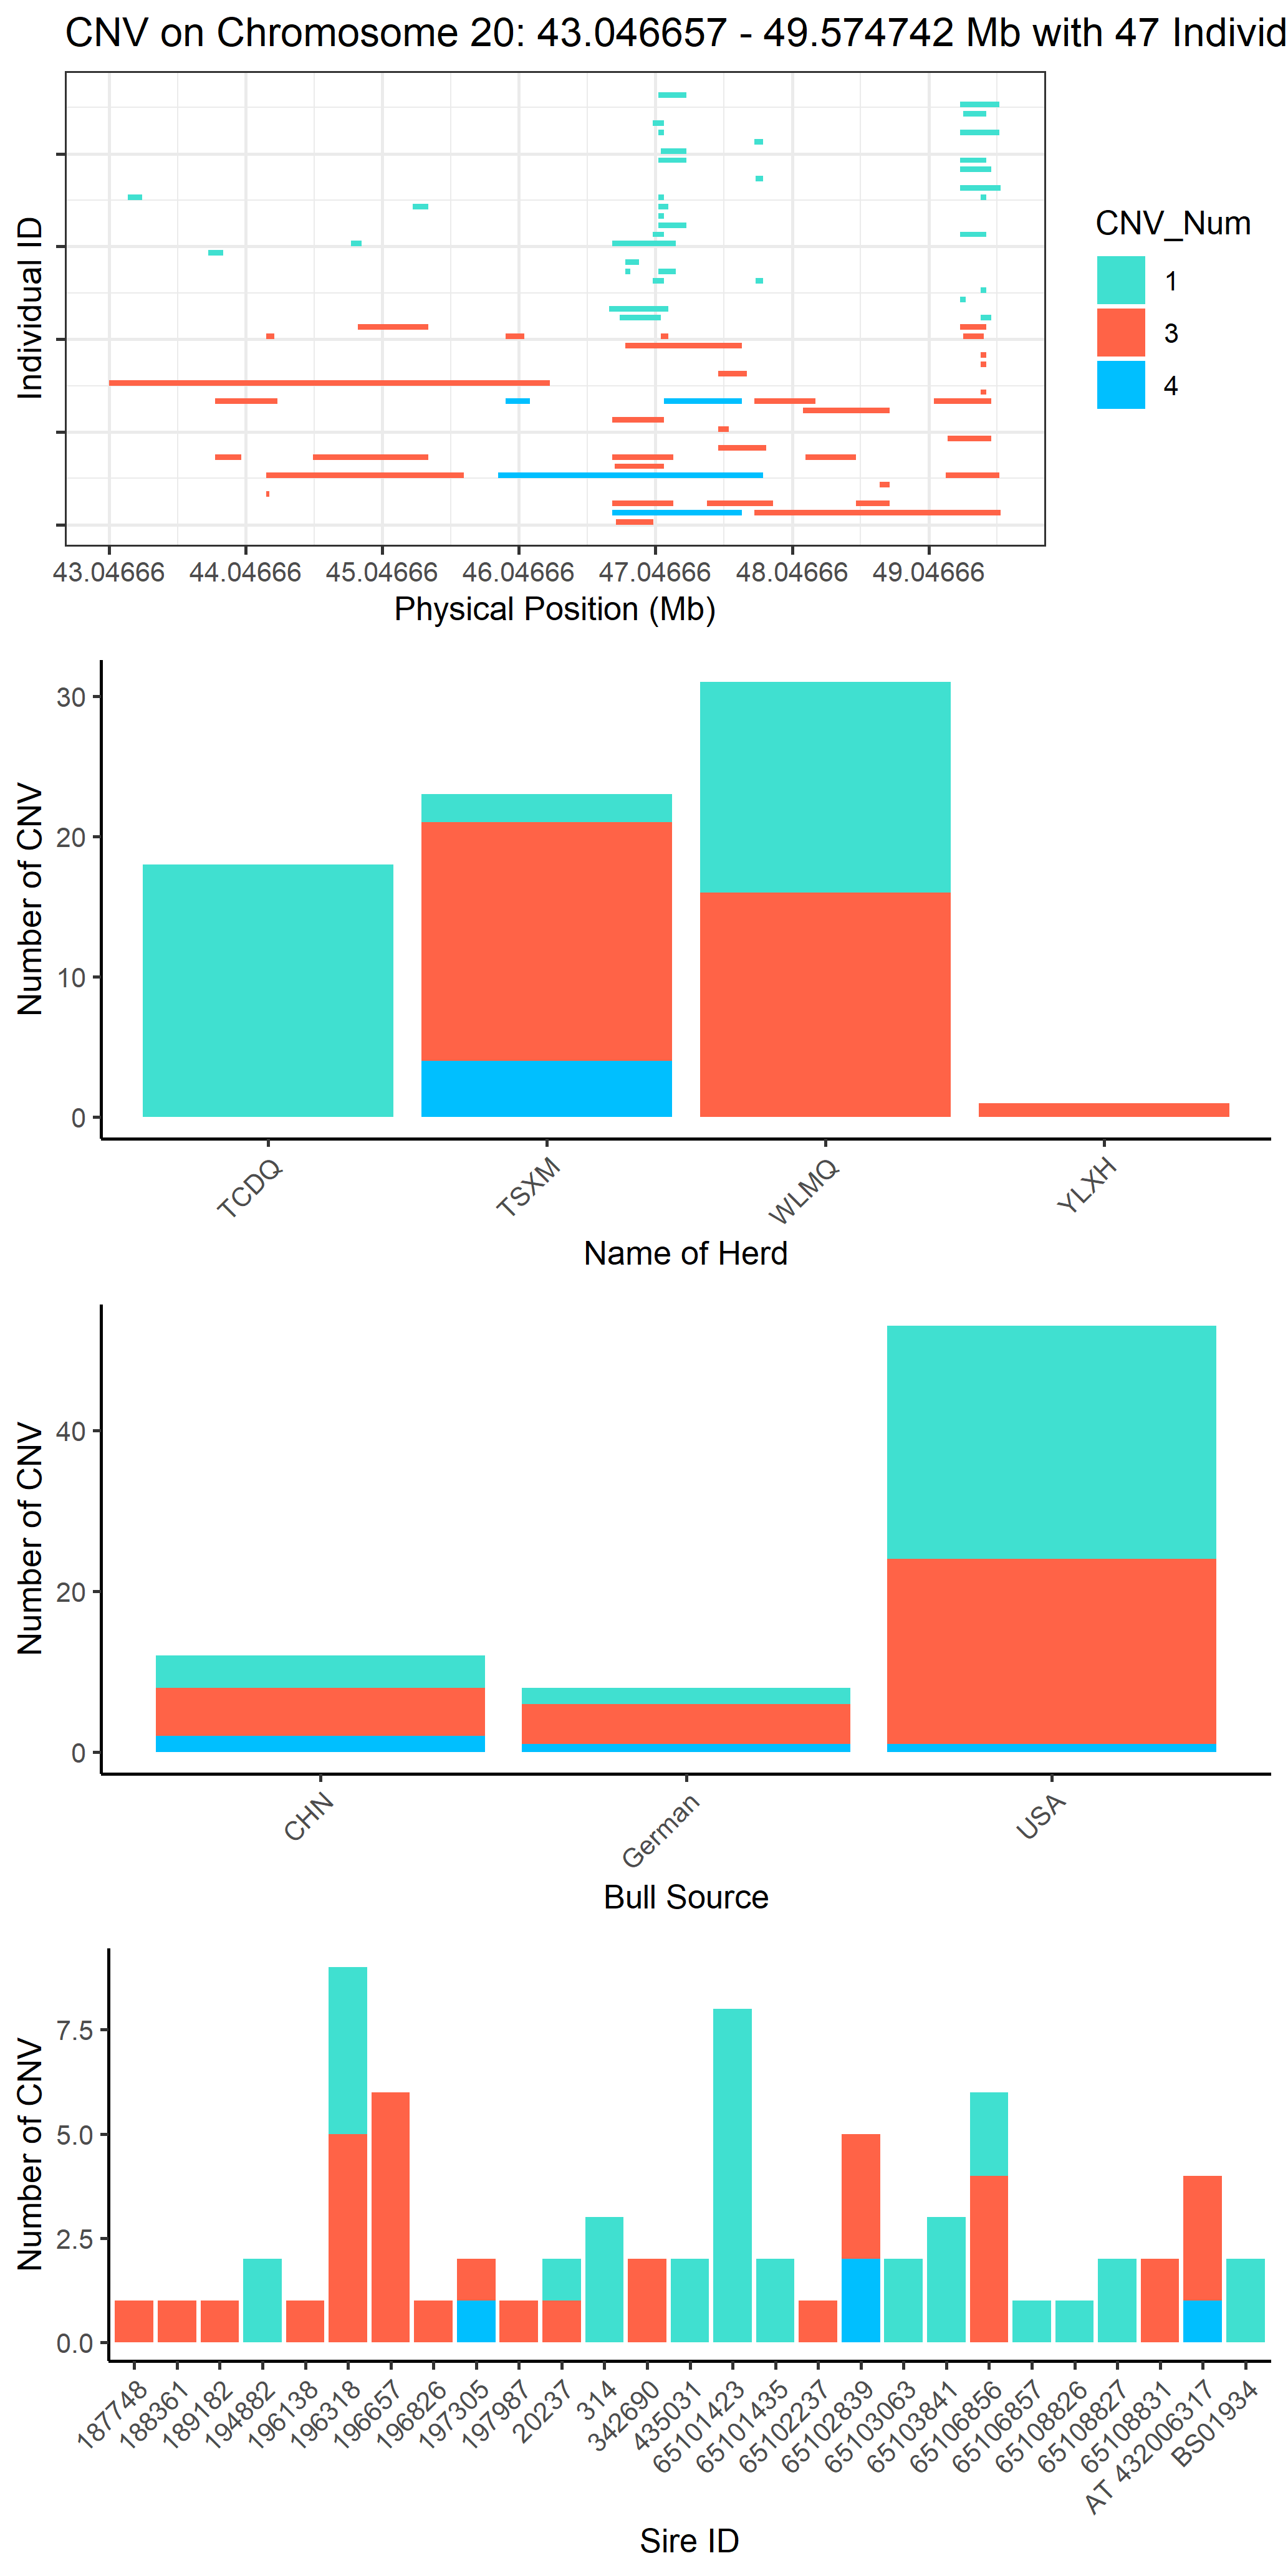 CNV on Chromosome 20: 43.046657 - 49.574742 Mb with 47 Individ
Individual ID
43.04666 44.04666 45.04666 46.04666 47.04666 48.04666 49.04666
Physical Position (Mb)
CNV_Num
1
3
4
Number of CNV
30
20
10
0
TCDQ TSXM WLMQ YLXH
Name of Herd
Number of CNV
40
20
0
CHN German USA
Bull Source
Number of CNV
7.5
5.0
2.5
0.0
187748 188361 189182 194882 196138 196318 196657 196826 197305 197987 20237 314 342690 435031 65101423 65101435 65102237 65102839 65103063 65103841 65106856 65106857 65108826 65108827 65108831 AT 432006317 BS01934
Sire ID